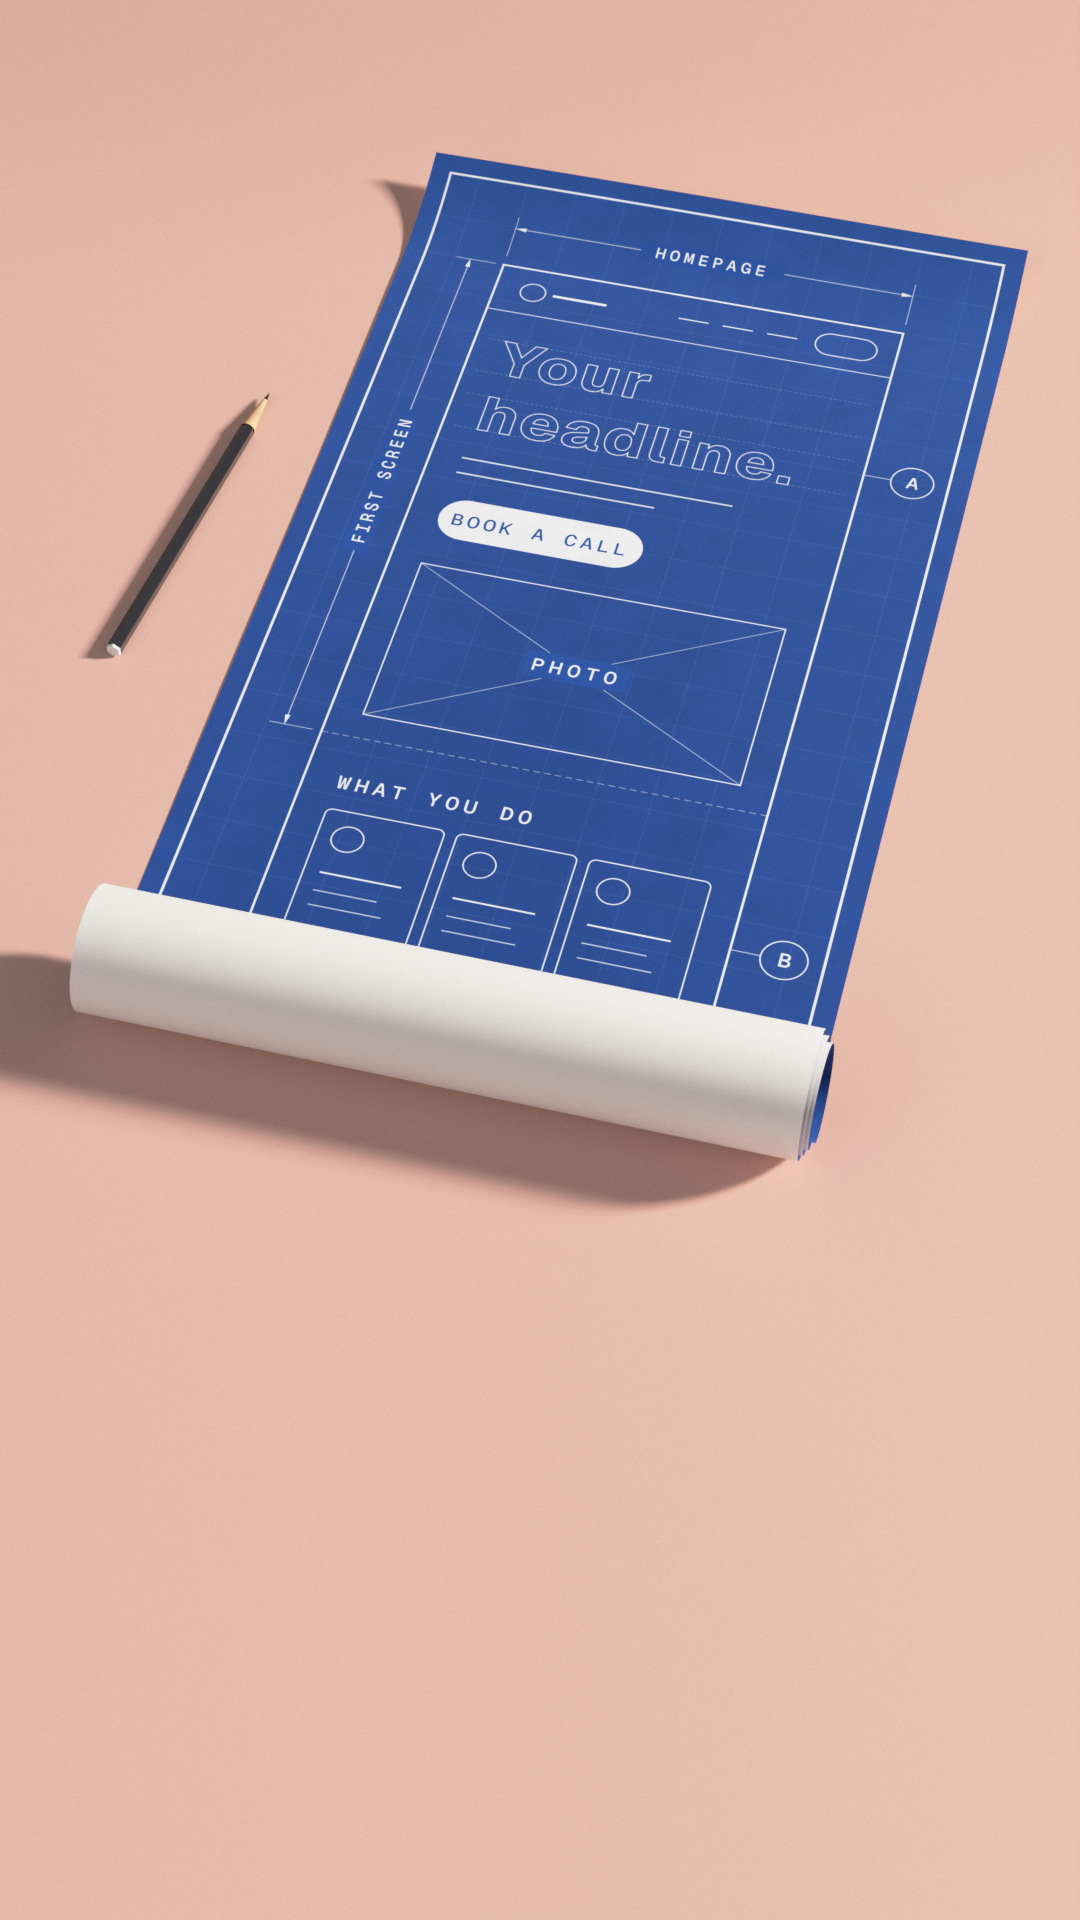 HOMEPAGE
FIRST SCREEN
Your
headline.
A
BOOK A CALL
PHOTO
WHAT YOU DO
B